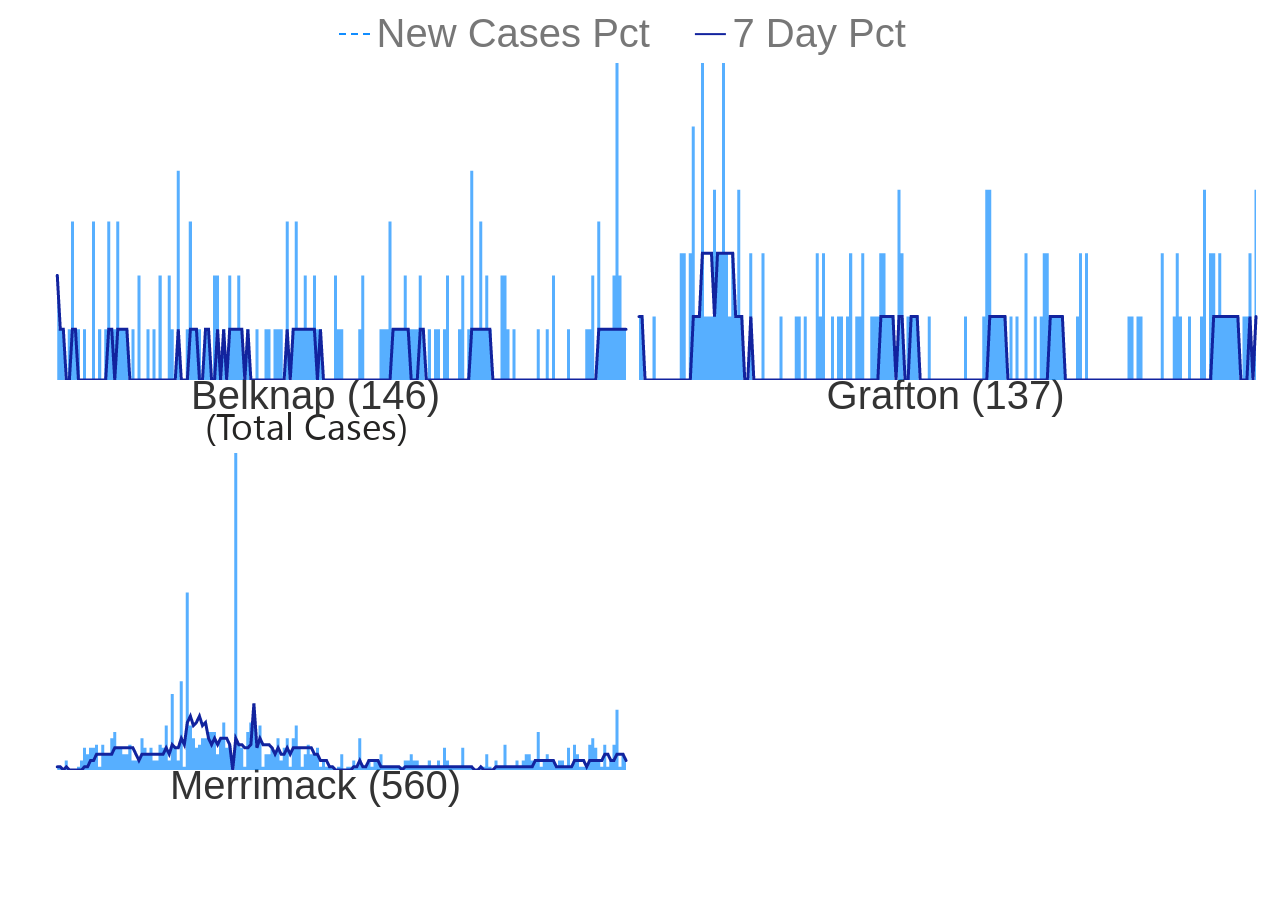 New Cases Pct 7 Day Pct
Belknap (146)
(Total Cases)
Grafton (137)
Merrimack (560)